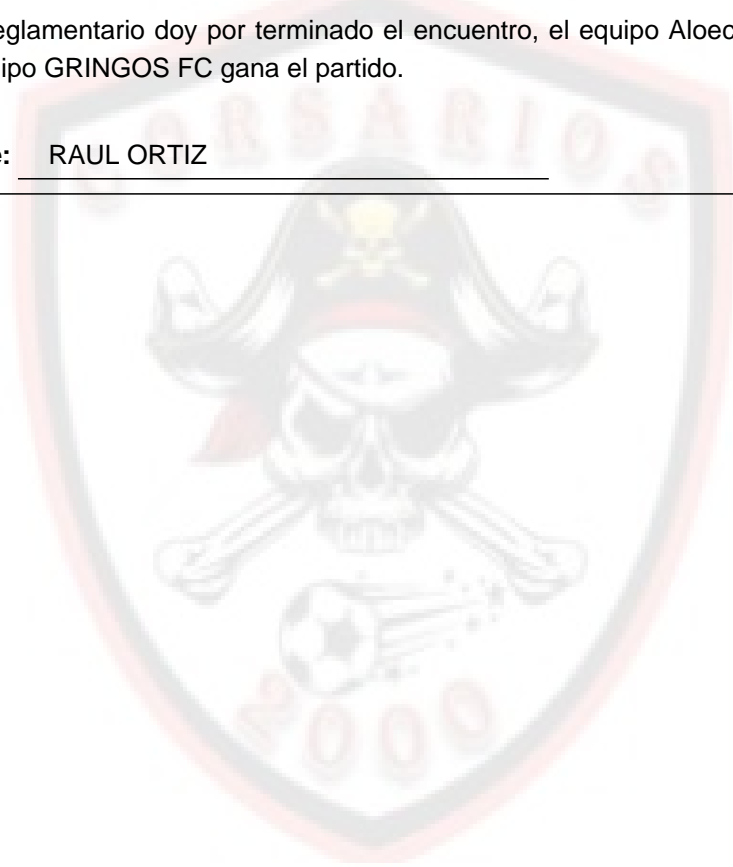 eglamentario doy por terminado el encuentro, el equipo Aloec
ipo GRINGOS FC gana el partido.
e: RAUL ORTIZ
CORSARIOS
2000